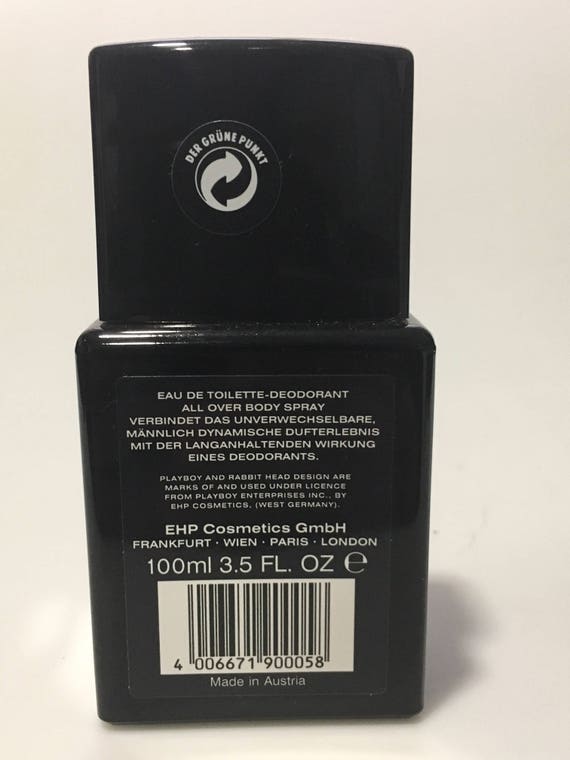 DER GRÜNE PUNKT
EAU DE TOILETTE-DEODORANT
ALL OVER BODY SPRAY
VERBINDET DAS UNVERWECHSELBARE,
MÄNNLICH DYNAMISCHE DUFTERLEBNIS
MIT DER LANGANHALTENDEN WIRKUNG
EINES DEODORANTS.
PLAYBOY AND RABBIT HEAD DESIGN ARE
MARKS OF AND USED UNDER LICENCE
FROM PLAYBOY ENTERPRISES INC., BY
EHP COSMETICS, (WEST GERMANY).
EHP Cosmetics GmbH
FRANKFURT · WIEN · PARIS · LONDON
100ml 3.5 FL. OZ ℮
4 006671 900058
Made in Austria